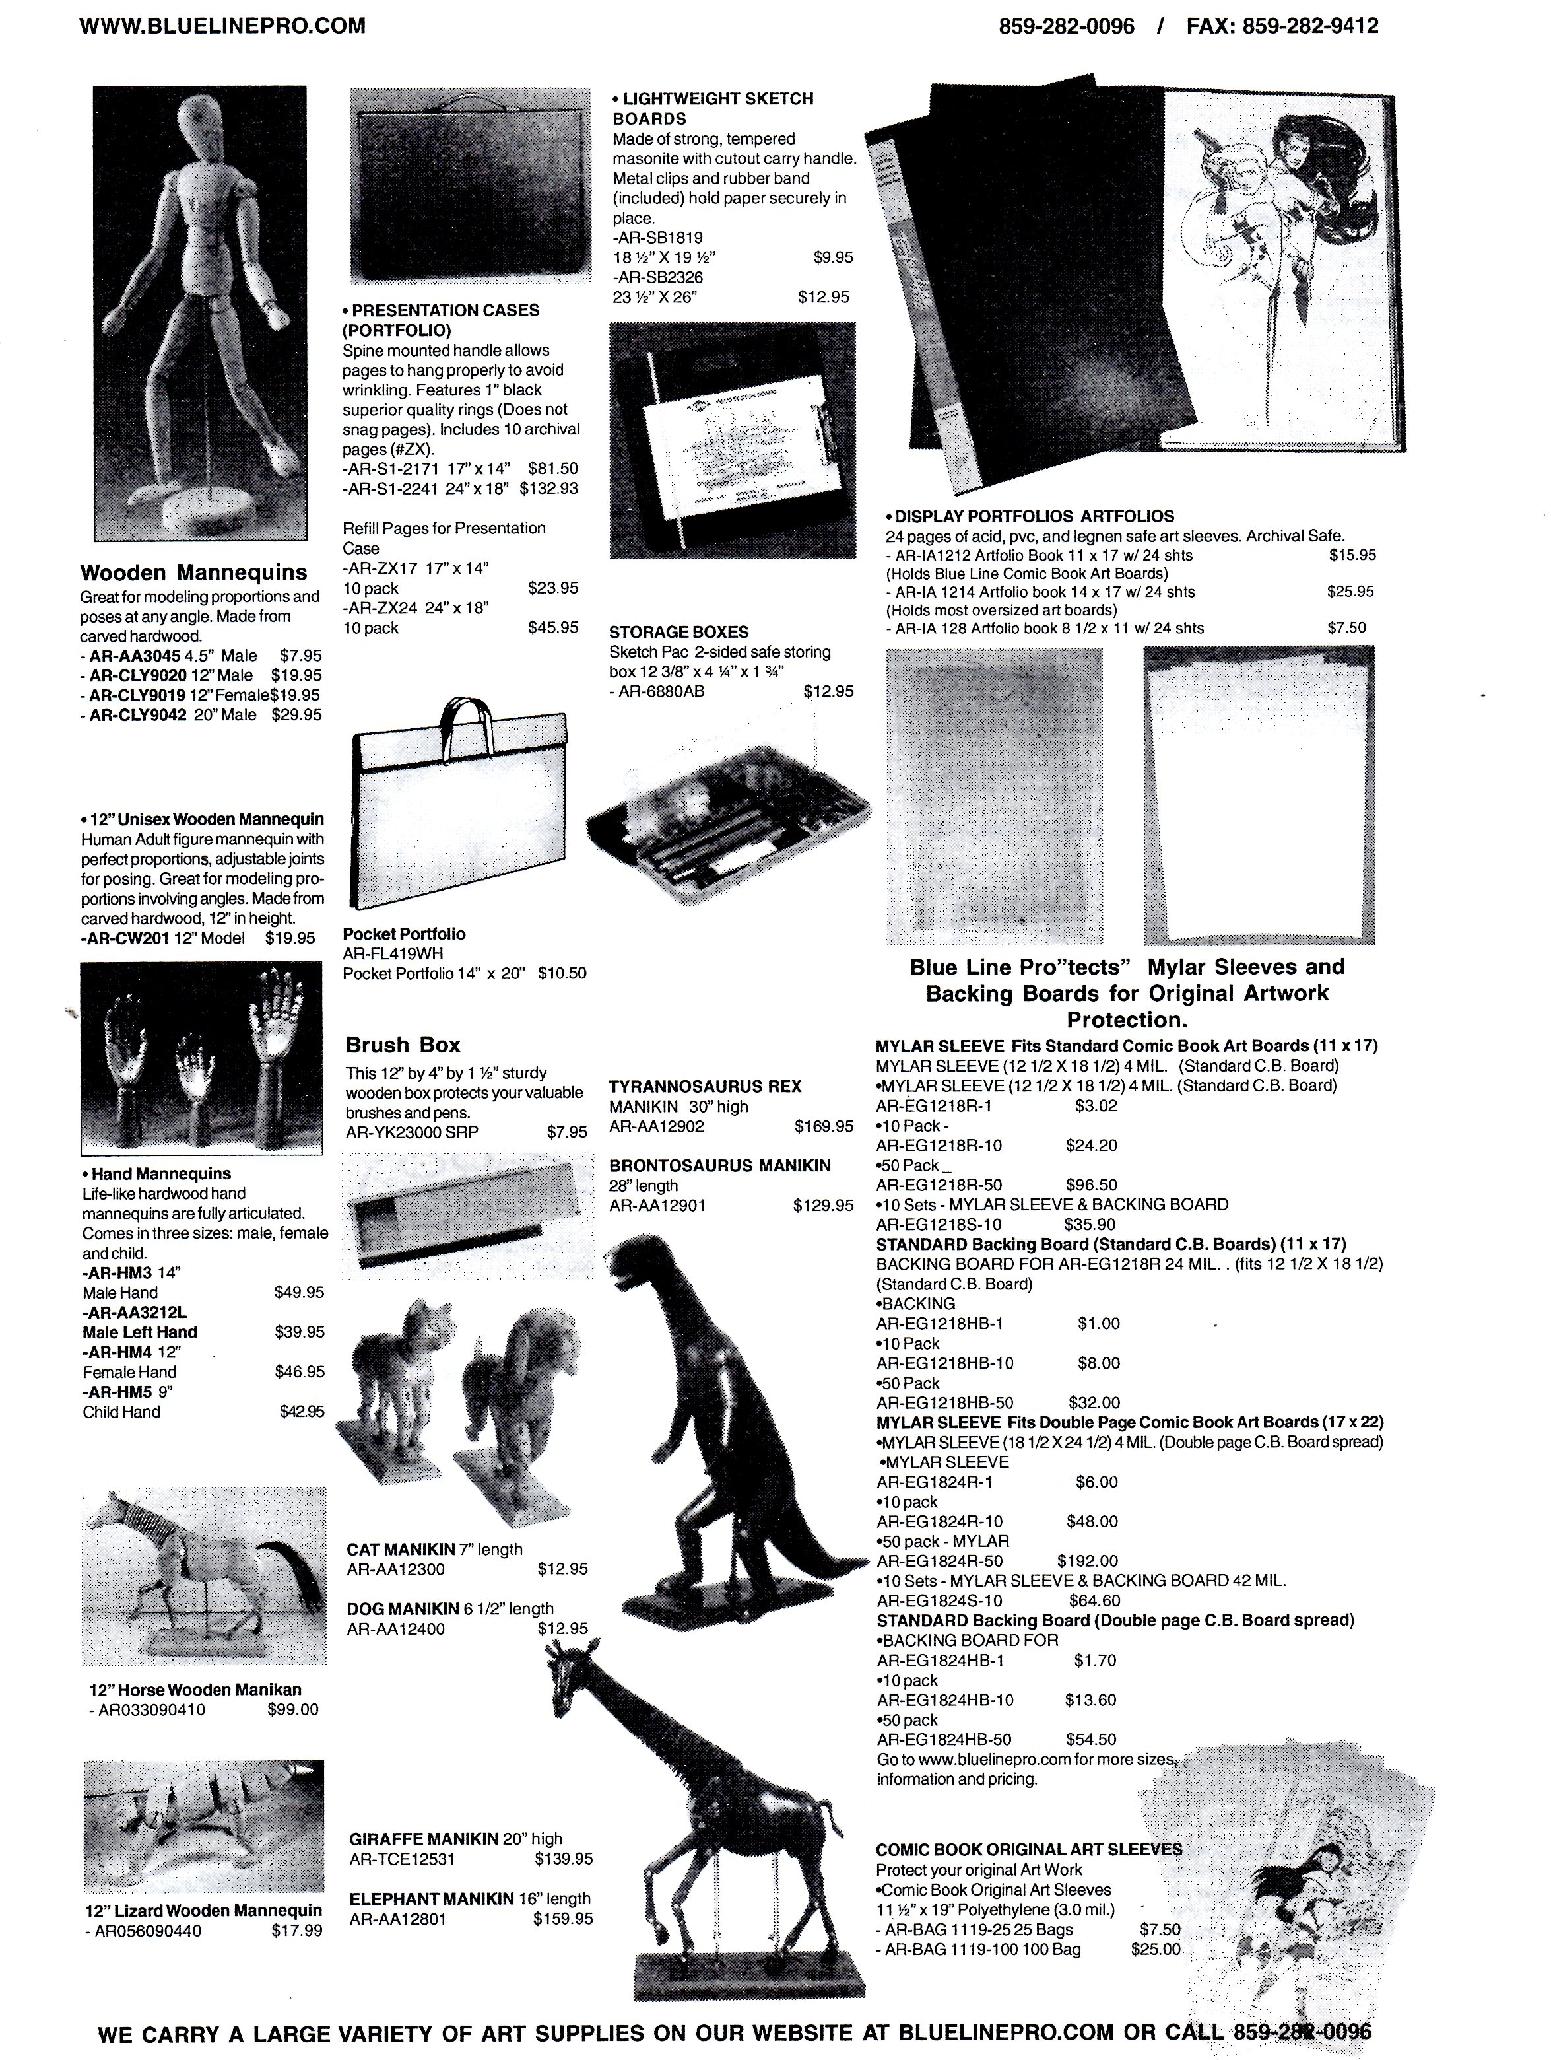 WWW.BLUELINEPRO.COM
859-282-0096 / FAX: 859-282-9412
Wooden Mannequins
Great for modeling proportions and
poses at any angle. Made from
carved hardwood.
- AR-AA3045 4.5" Male $7.95
- AR-CLY9020 12" Male $19.95
- AR-CLY9019 12" Female $19.95
- AR-CLY9042 20" Male $29.95
• 12" Unisex Wooden Mannequin
Human Adult figure mannequin with
perfect proportions, adjustable joints
for posing. Great for modeling pro-
portions involving angles. Made from
carved hardwood, 12" in height.
-AR-CW201 12" Model $19.95
• Hand Mannequins
Life-like hardwood hand
mannequins are fully articulated.
Comes in three sizes: male, female
and child.
-AR-HM3 14"
Male Hand $49.95
-AR-AA3212L
Male Left Hand $39.95
-AR-HM4 12"
Female Hand $46.95
-AR-HM5 9"
Child Hand $42.95
12" Horse Wooden Manikan
- AR033090410 $99.00
12" Lizard Wooden Mannequin
- AR056090440 $17.99
• PRESENTATION CASES
(PORTFOLIO)
Spine mounted handle allows
pages to hang properly to avoid
wrinkling. Features 1" black
superior quality rings (Does not
snag pages). Includes 10 archival
pages (#ZX).
-AR-S1-2171 17" x 14" $81.50
-AR-S1-2241 24" x 18" $132.93
Refill Pages for Presentation
Case
-AR-ZX17 17" x 14"
10 pack $23.95
-AR-ZX24 24" x 18"
10 pack $45.95
Pocket Portfolio
AR-FL419WH
Pocket Portfolio 14" x 20" $10.50
Brush Box
This 12" by 4" by 1 ½" sturdy
wooden box protects your valuable
brushes and pens.
AR-YK23000 SRP $7.95
CAT MANIKIN 7" length
AR-AA12300 $12.95
DOG MANIKIN 6 1/2" length
AR-AA12400 $12.95
GIRAFFE MANIKIN 20" high
AR-TCE12531 $139.95
ELEPHANT MANIKIN 16" length
AR-AA12801 $159.95
• LIGHTWEIGHT SKETCH
BOARDS
Made of strong, tempered
masonite with cutout carry handle.
Metal clips and rubber band
(included) hold paper securely in
place.
-AR-SB1819
18 ½" X 19 ½" $9.95
-AR-SB2326
23 ½" X 26" $12.95
STORAGE BOXES
Sketch Pac 2-sided safe storing
box 12 3/8" x 4 ¼" x 1 ¾"
- AR-6880AB $12.95
TYRANNOSAURUS REX
MANIKIN 30" high
AR-AA12902 $169.95
BRONTOSAURUS MANIKIN
28" length
AR-AA12901 $129.95
• DISPLAY PORTFOLIOS ARTFOLIOS
24 pages of acid, pvc, and legnen safe art sleeves. Archival Safe.
- AR-IA1212 Artfolio Book 11 x 17 w/ 24 shts $15.95
(Holds Blue Line Comic Book Art Boards)
- AR-IA 1214 Artfolio book 14 x 17 w/ 24 shts $25.95
(Holds most oversized art boards)
- AR-IA 128 Artfolio book 8 1/2 x 11 w/ 24 shts $7.50
Blue Line Pro"tects" Mylar Sleeves and
Backing Boards for Original Artwork
Protection.
MYLAR SLEEVE Fits Standard Comic Book Art Boards (11 x 17)
MYLAR SLEEVE (12 1/2 X 18 1/2) 4 MIL. (Standard C.B. Board)
•MYLAR SLEEVE (12 1/2 X 18 1/2) 4 MIL. (Standard C.B. Board)
AR-EG1218R-1 $3.02
•10 Pack -
AR-EG1218R-10 $24.20
•50 Pack_
AR-EG1218R-50 $96.50
•10 Sets - MYLAR SLEEVE & BACKING BOARD
AR-EG1218S-10 $35.90
STANDARD Backing Board (Standard C.B. Boards) (11 x 17)
BACKING BOARD FOR AR-EG1218R 24 MIL. . (fits 12 1/2 X 18 1/2)
(Standard C.B. Board)
•BACKING
AR-EG1218HB-1 $1.00
•10 Pack
AR-EG1218HB-10 $8.00
•50 Pack
AR-EG1218HB-50 $32.00
MYLAR SLEEVE Fits Double Page Comic Book Art Boards (17 x 22)
•MYLAR SLEEVE (18 1/2 X 24 1/2) 4 MIL. (Double page C.B. Board spread)
•MYLAR SLEEVE
AR-EG1824R-1 $6.00
•10 pack
AR-EG1824R-10 $48.00
•50 pack - MYLAR
AR-EG1824R-50 $192.00
•10 Sets - MYLAR SLEEVE & BACKING BOARD 42 MIL.
AR-EG1824S-10 $64.60
STANDARD Backing Board (Double page C.B. Board spread)
•BACKING BOARD FOR
AR-EG1824HB-1 $1.70
•10 pack
AR-EG1824HB-10 $13.60
•50 pack
AR-EG1824HB-50 $54.50
Go to www.bluelinepro.com for more sizes,
information and pricing.
COMIC BOOK ORIGINAL ART SLEEVES
Protect your original Art Work
•Comic Book Original Art Sleeves
11 ½" x 19" Polyethylene (3.0 mil.)
- AR-BAG 1119-25 25 Bags $7.50
- AR-BAG 1119-100 100 Bag $25.00
WE CARRY A LARGE VARIETY OF ART SUPPLIES ON OUR WEBSITE AT BLUELINEPRO.COM OR CALL 859-282-0096